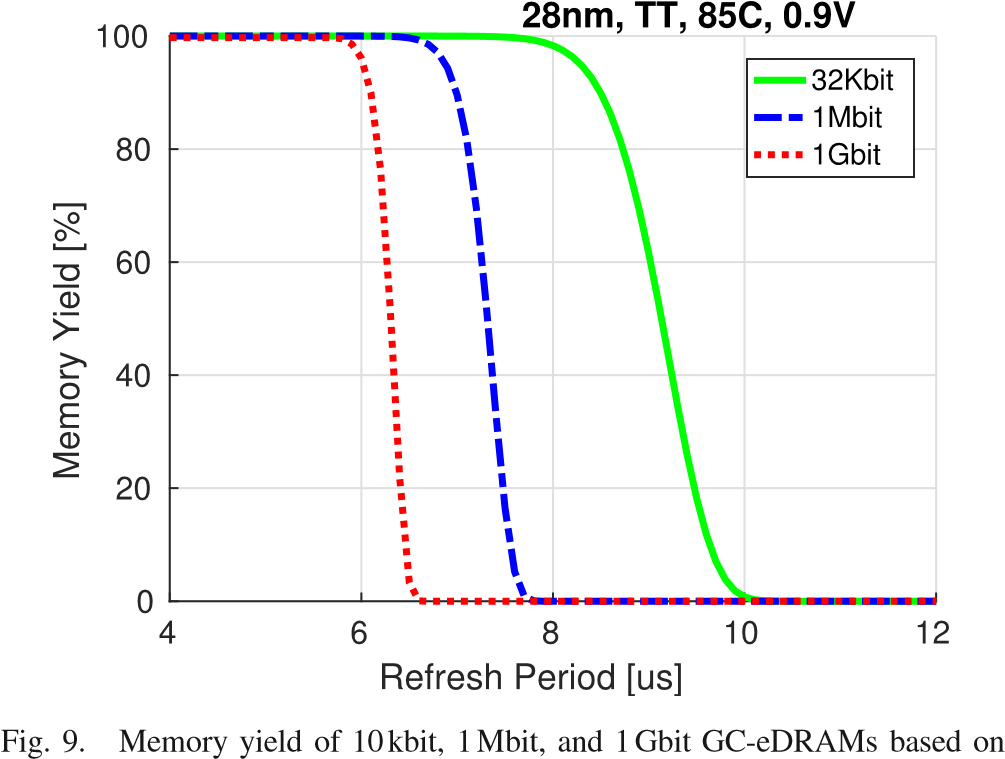 28nm, TT, 85C, 0.9V
100
80
60
40
20
0
Memory Yield [%]
32Kbit
1Mbit
1Gbit
4 6 8 10 12
Refresh Period [us]
Fig. 9. Memory yield of 10 kbit, 1 Mbit, and 1 Gbit GC-eDRAMs based on